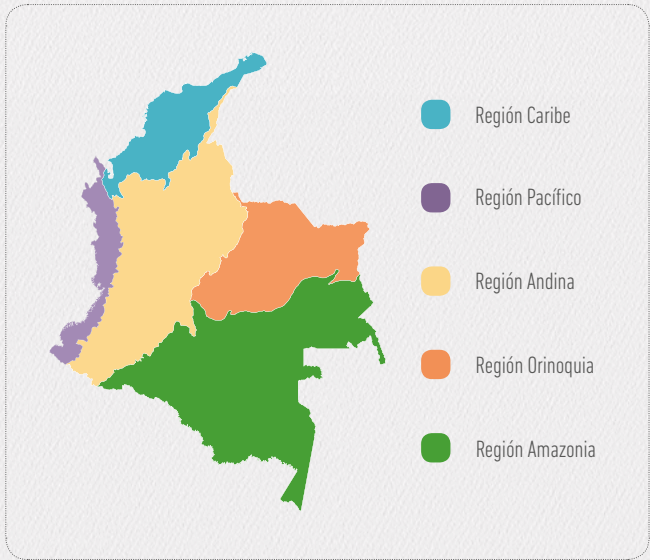 Región Caribe
Región Pacífico
Región Andina
Región Orinoquia
Región Amazonia